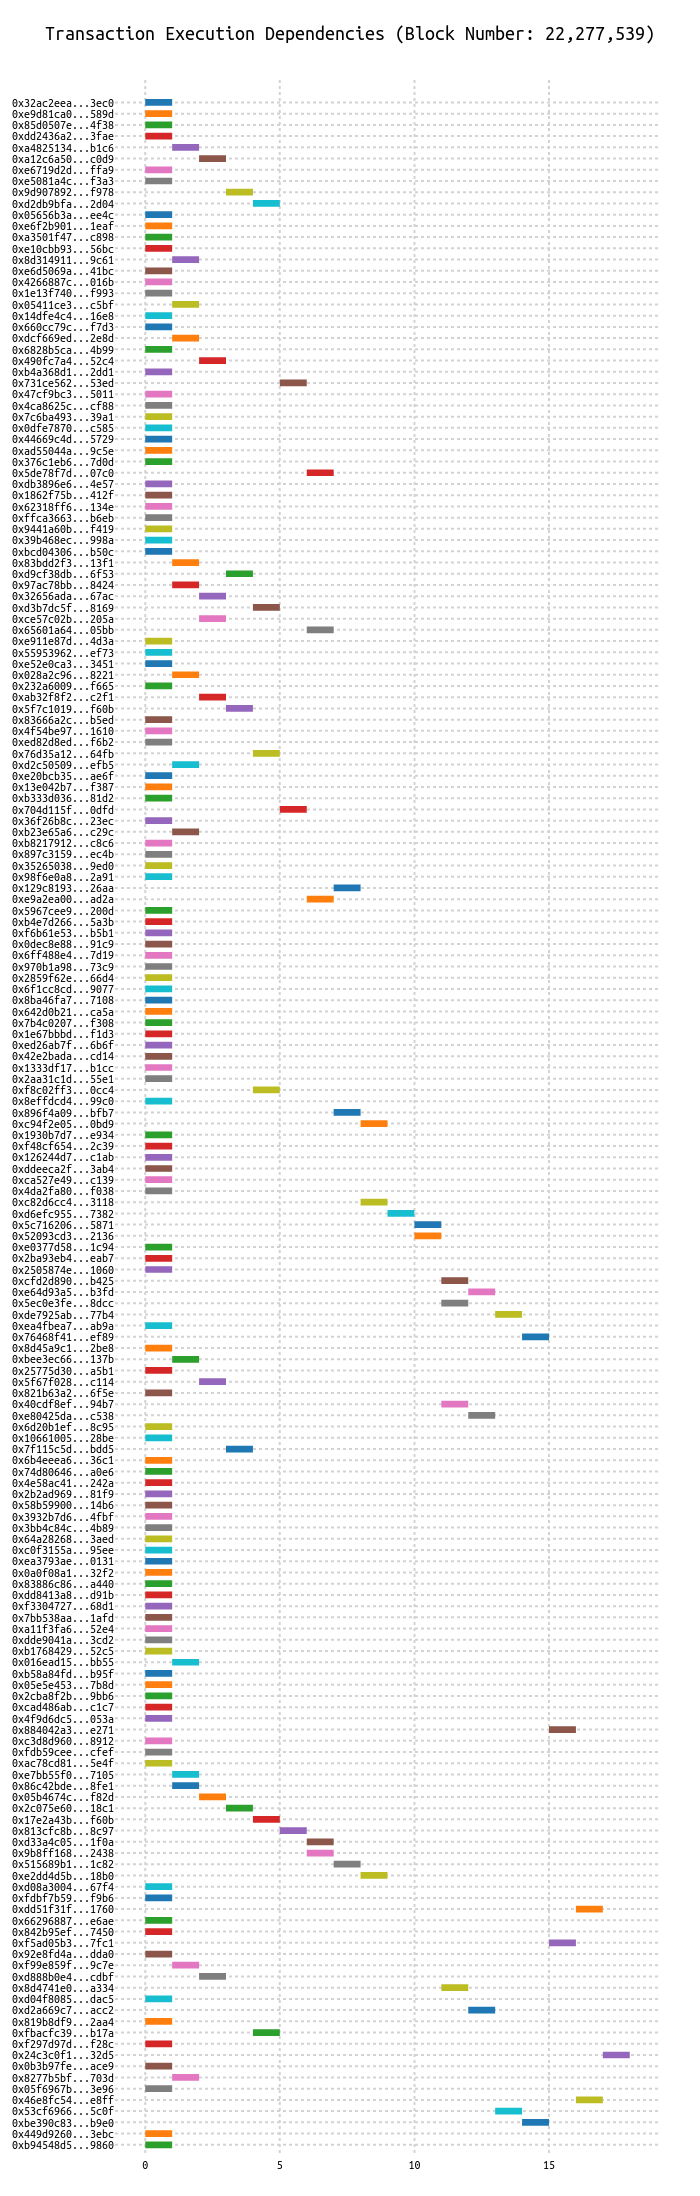 Transaction Execution Dependencies (Block Number: 22,277,539)
0x32ac2eea...3ec0
0xe9d81ca0...589d
0x85d0507e...4f38
0xdd2436a2...3fae
0xa4825134...b1c6
0xa12c6a50...c0d9
0xe6719d2d...ffa9
0xe5081a4c...f3a3
0x9d907892...f978
0xd2db9bfa...2d04
0x05656b3a...ee4c
0xe6f2b901...1eaf
0xa3501f47...c898
0xe10cbb93...56bc
0x8d314911...9c61
0xe6d5069a...41bc
0x4266887c...016b
0x1e13f740...f993
0x05411ce3...c5bf
0x14dfe4c4...16e8
0x660cc79c...f7d3
0xdcf669ed...2e8d
0x6828b5ca...4b99
0x490fc7a4...52c4
0xb4a368d1...2dd1
0x731ce562...53ed
0x47cf9bc3...5011
0x4ca8625c...cf88
0x7c6ba493...39a1
0x0dfe7870...c585
0x44669c4d...5729
0xad55044a...9c5e
0x376c1eb6...7d0d
0x5de78f7d...07c0
0xdb3896e6...4e57
0x1862f75b...412f
0x62318ff6...134e
0xffca3663...b6eb
0x9441a60b...f419
0x39b468ec...998a
0xbcd04306...b50c
0x83bdd2f3...13f1
0xd9cf38db...6f53
0x97ac78bb...8424
0x32656ada...67ac
0xd3b7dc5f...8169
0xce57c02b...205a
0x65601a64...05bb
0xe911e87d...4d3a
0x55953962...ef73
0xe52e0ca3...3451
0x028a2c96...8221
0x232a6009...f665
0xab32f8f2...c2f1
0x5f7c1019...f60b
0x83666a2c...b5ed
0x4f54be97...1610
0xed82d8ed...f6b2
0x76d35a12...64fb
0xd2c50509...efb5
0xe20bcb35...ae6f
0x13e042b7...f387
0xb333d036...81d2
0x704d115f...0dfd
0x36f26b8c...23ec
0xb23e65a6...c29c
0xb8217912...c8c6
0x897c3159...ec4b
0x35265038...9ed0
0x98f6e0a8...2a91
0x129c8193...26aa
0xe9a2ea00...ad2a
0x5967cee9...200d
0xb4e7d266...5a3b
0xf6b61e53...b5b1
0x0dec8e88...91c9
0x6ff488e4...7d19
0x970b1a98...73c9
0x2859f62e...66d4
0x6f1cc8cd...9077
0x8ba46fa7...7108
0x642d0b21...ca5a
0x7b4c0207...f308
0x1e67bbbd...f1d3
0xed26ab7f...6b6f
0x42e2bada...cd14
0x1333df17...b1cc
0x2aa31c1d...55e1
0xf8c02ff3...0cc4
0x8effdcd4...99c0
0x896f4a09...bfb7
0xc94f2e05...0bd9
0x1930b7d7...e934
0xf48cf654...2c39
0x126244d7...c1ab
0xddeeca2f...3ab4
0xca527e49...c139
0x4da2fa80...f038
0xc82d6cc4...3118
0xd6efc955...7382
0x5c716206...5871
0x52093cd3...2136
0xe0377d58...1c94
0x2ba93eb4...eab7
0x2505874e...1060
0xcfd2d890...b425
0xe64d93a5...b3fd
0x5ec0e3fe...8dcc
0xde7925ab...77b4
0xea4fbea7...ab9a
0x76468f41...ef89
0x8d45a9c1...2be8
0xbee3ec66...137b
0x25775d30...a5b1
0x5f67f028...c114
0x821b63a2...6f5e
0x40cdf8ef...94b7
0xe80425da...c538
0x6d20b1ef...8c95
0x10661005...28be
0x7f115c5d...bdd5
0x6b4eeea6...36c1
0x74d80646...a0e6
0x4e58ac41...242a
0x2b2ad969...81f9
0x58b59900...14b6
0x3932b7d6...4fbf
0x3bb4c84c...4b89
0x64a28268...3aed
0xc0f3155a...95ee
0xea3793ae...0131
0x0a0f08a1...32f2
0x83886c86...a440
0xdd8413a8...d91b
0xf3304727...68d1
0x7bb538aa...1afd
0xa11f3fa6...52e4
0xdde9041a...3cd2
0xb1768429...52c5
0x016ead15...bb55
0xb58a84fd...b95f
0x05e5e453...7b8d
0x2cba8f2b...9bb6
0xcad486ab...c1c7
0x4f9d6dc5...053a
0x884042a3...e271
0xc3d8d960...8912
0xfdb59cee...cfef
0xac78cd81...5e4f
0xe7bb55f0...7105
0x86c42bde...8fe1
0x05b4674c...f82d
0x2c075e60...18c1
0x17e2a43b...f60b
0x813cfc8b...8c97
0xd33a4c05...1f0a
0x9b8ff168...2438
0x515689b1...1c82
0xe2dd4d5b...18b0
0xd08a3004...67f4
0xfdbf7b59...f9b6
0xdd51f31f...1760
0x66296887...e6ae
0x842b95ef...7450
0xf5ad05b3...7fc1
0x92e8fd4a...dda0
0xf99e859f...9c7e
0xd888b0e4...cdbf
0x8d4741e0...a334
0xd04f8085...dac5
0xd2a669c7...acc2
0x819b8df9...2aa4
0xfbacfc39...b17a
0xf297d97d...f28c
0x24c3c0f1...32d5
0x0b3b97fe...ace9
0x8277b5bf...703d
0x05f6967b...3e96
0x46e8fc54...e8ff
0x53cf6966...5c0f
0xbe390c83...b9e0
0x449d9260...3ebc
0xb94548d5...9860
0 5 10 15